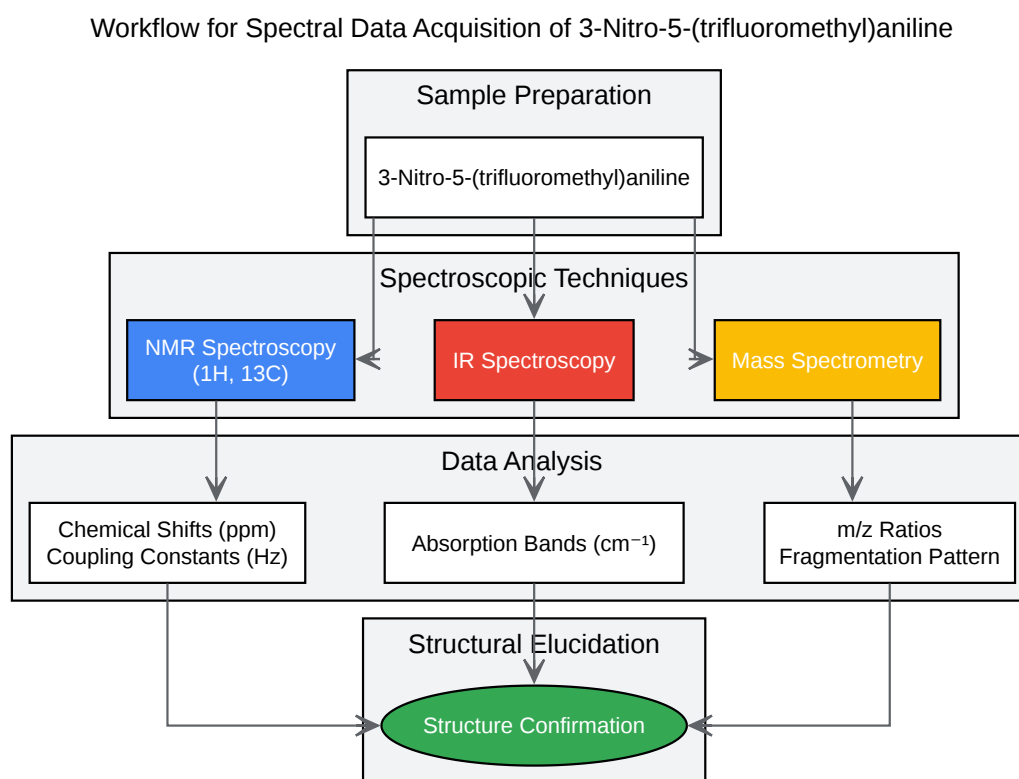 Workflow for Spectral Data Acquisition of 3-Nitro-5-(trifluoromethyl)aniline
Sample Preparation
3-Nitro-5-(trifluoromethyl)aniline
Spectroscopic Techniques
NMR Spectroscopy
(1H, 13C)
IR Spectroscopy
Mass Spectrometry
Data Analysis
Chemical Shifts (ppm)
Coupling Constants (Hz)
Absorption Bands (cm⁻¹)
m/z Ratios
Fragmentation Pattern
Structural Elucidation
Structure Confirmation